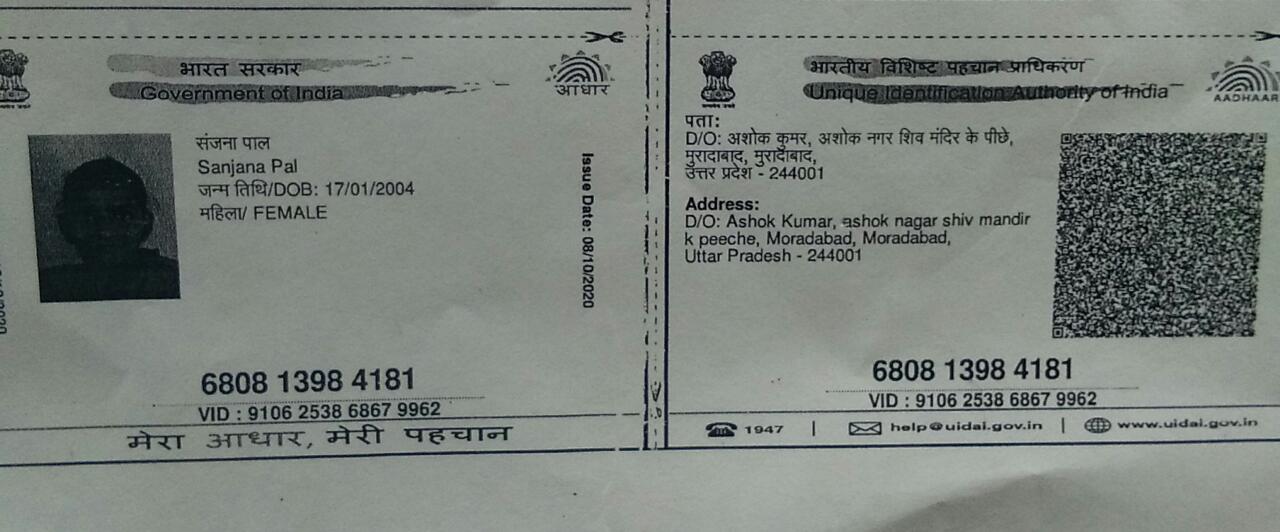 भारत सरकार
Government of India
आधार
संजना पाल
Sanjana Pal
जन्म तिथि/DOB: 17/01/2004
महिला/ FEMALE
Issue Date: 08/10/2020
6808 1398 4181
VID : 9106 2538 6867 9962
मेरा आधार, मेरी पहचान
भारतीय विशिष्ट पहचान प्राधिकरण
Unique Identification Authority of India
AADHAAR
पता:
D/O: अशोक कुमर, अशोक नगर शिव मंदिर के पीछे,
मुरादाबाद, मुरादाबाद,
उत्तर प्रदेश - 244001
Address:
D/O: Ashok Kumar, ashok nagar shiv mandir
k peeche, Moradabad, Moradabad,
Uttar Pradesh - 244001
6808 1398 4181
VID : 9106 2538 6867 9962
1947 | help@uidai.gov.in | www.uidai.gov.in